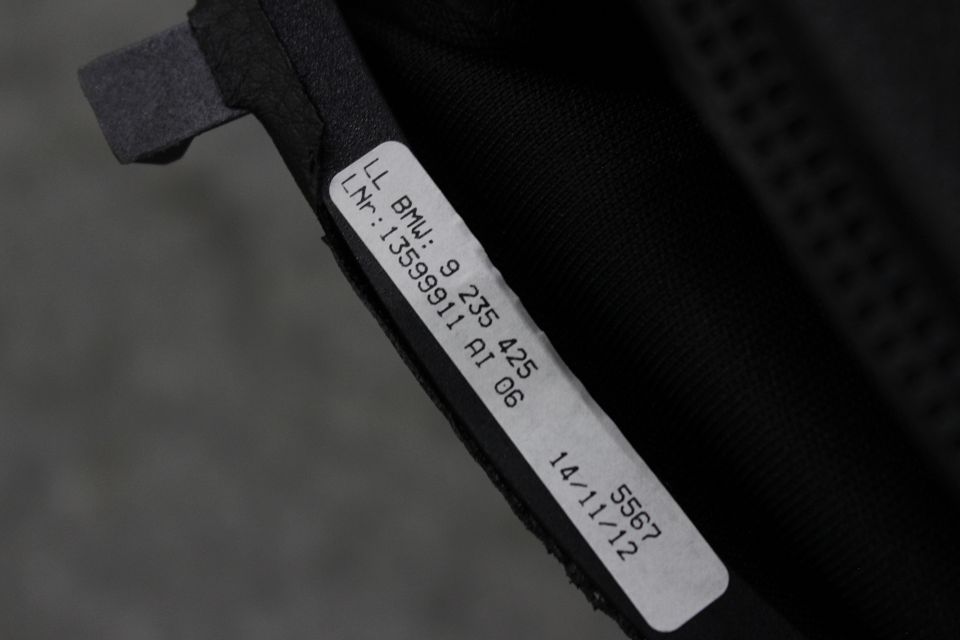 LL BMW: 9 235 425 5567
LNr:13599911 AI 06 14/11/12